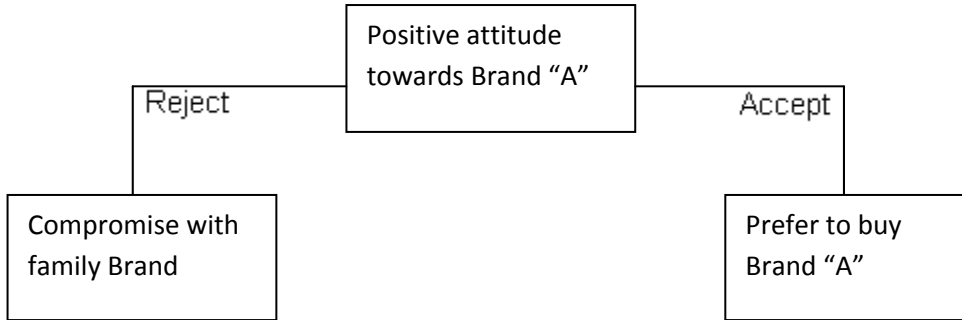 Positive attitude
towards Brand “A”
Reject
Accept
Compromise with
family Brand
Prefer to buy
Brand “A”